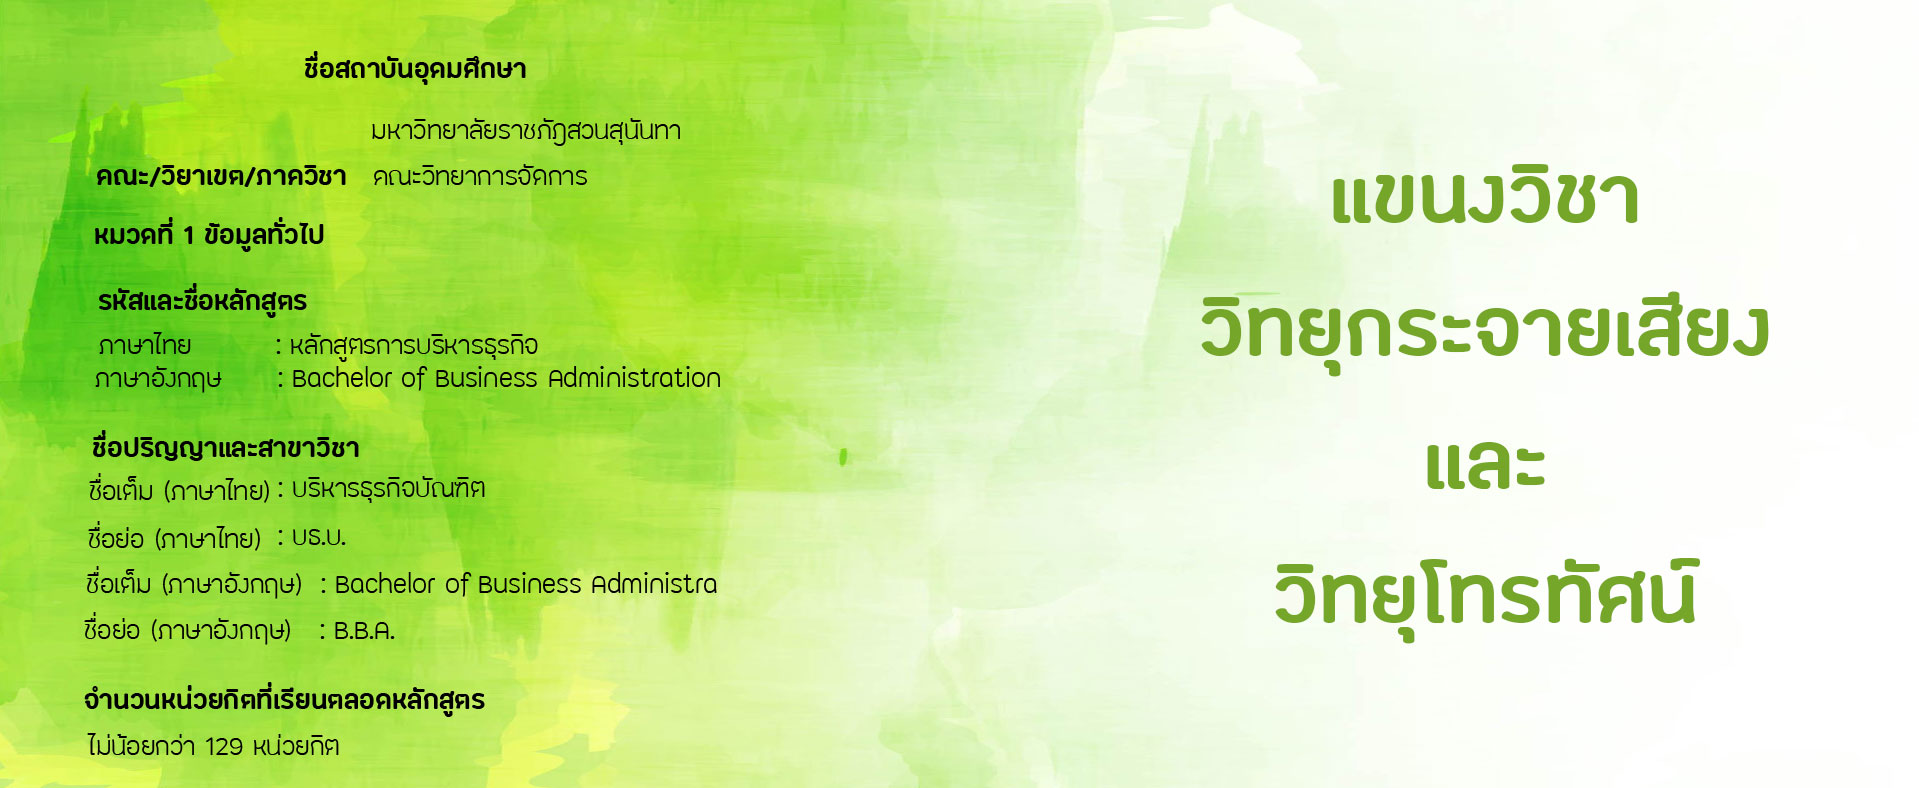 ชื่อสถาบันอุดมศึกษา
มหาวิทยาลัยราชภัฎสวนสุนันทา
คณะ/วิยาเขต/ภาควิชา คณะวิทยาการจัดการ
หมวดที่ 1 ข้อมูลทั่วไป
รหัสและชื่อหลักสูตร
ภาษาไทย : หลักสูตรการบริหารธุรกิจ
ภาษาอังกฤษ : Bachelor of Business Administration
ชื่อปริญญาและสาขาวิชา
ชื่อเต็ม (ภาษาไทย) : บริหารธุรกิจบัณฑิต
ชื่อย่อ (ภาษาไทย) : บธ.บ.
ชื่อเต็ม (ภาษาอังกฤษ) : Bachelor of Business Administra
ชื่อย่อ (ภาษาอังกฤษ) : B.B.A.
จำนวนหน่วยกิตที่เรียนตลอดหลักสูตร
ไม่น้อยกว่า 129 หน่วยกิต
แขนงวิชา
วิทยุกระจายเสียง
และ
วิทยุโทรทัศน์